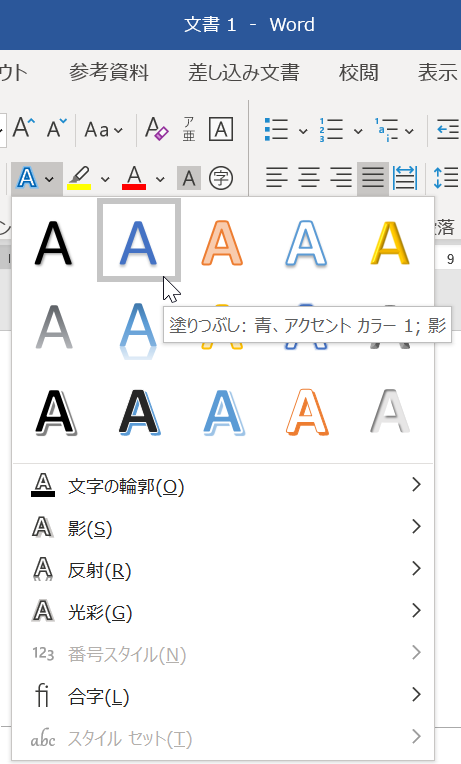 文書 1 - Word
ウト 参考資料 差し込み文書 校閲 表示
A A Aa A ア亜 A
A A A 字
段落
A A A A A
9
A A A A A
塗りつぶし: 青、アクセント カラー 1; 影
A A A A A
A 文字の輪郭(O)
A 影(S)
A 反射(R)
A 光彩(G)
123 番号スタイル(N)
fi 合字(L)
abc スタイル セット(T)